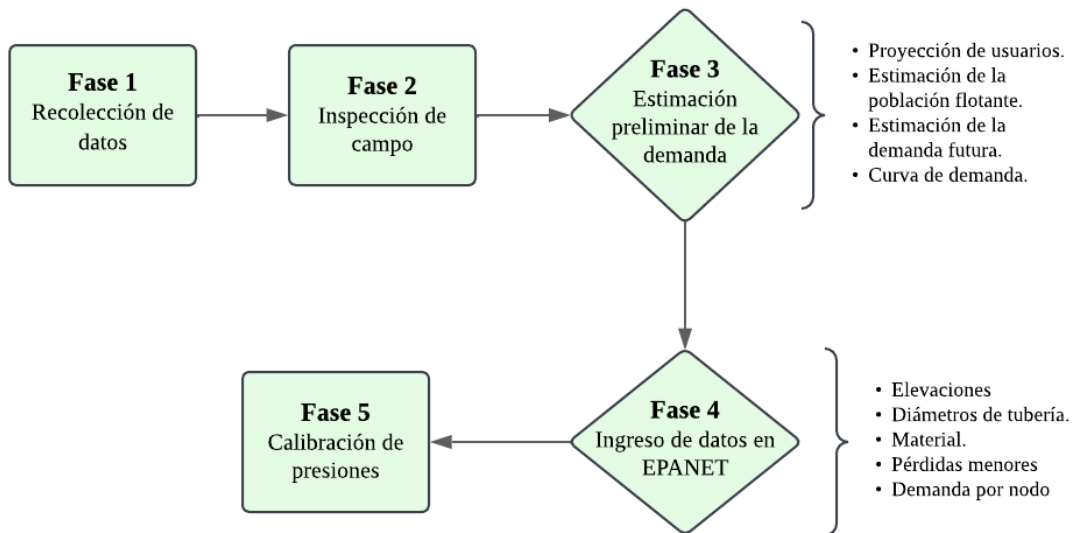 Fase 1
Recolección de
datos
Fase 2
Inspección de
campo
Fase 3
Estimación
preliminar de la
demanda
• Proyección de usuarios.
• Estimación de la
población flotante.
• Estimación de la
demanda futura.
• Curva de demanda.
Fase 4
Ingreso de datos en
EPANET
• Elevaciones
• Diámetros de tubería.
• Material.
• Pérdidas menores
• Demanda por nodo
Fase 5
Calibración de
presiones